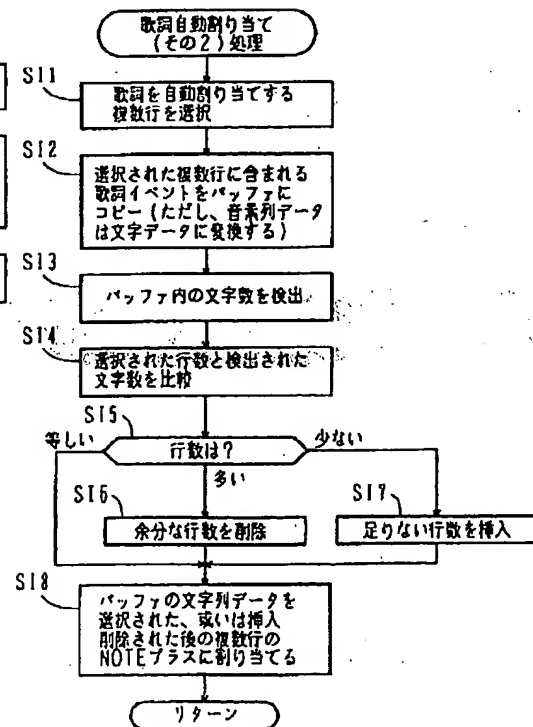 歌詞自動割り当て
(その2)処理
S11
歌詞を自動割り当てする
複数行を選択
S12
選択された複数行に含まれる
歌詞イベントをバッファに
コピー(ただし、音素列データ
は文字データに変換する)
S13
バッファ内の文字数を検出
S14
選択された行数と検出された
文字数を比較
S15
等しい
行数は?
少ない
多い
S16
余分な行数を削除
S17
足りない行数を挿入
S18
バッファの文字列データを
選択された、或いは挿入
削除された後の複数行の
NOTEプラスに割り当てる
リターン